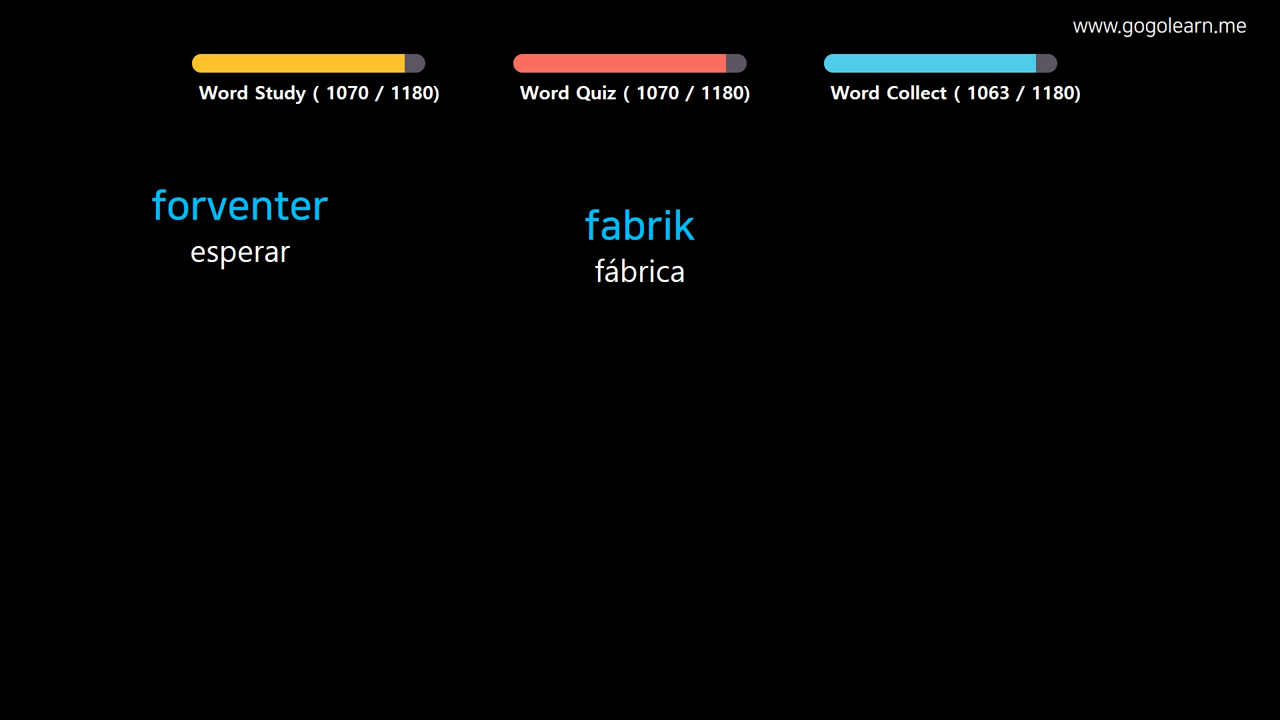 www.gogolearn.me
Word Study ( 1070 / 1180)
Word Quiz ( 1070 / 1180)
Word Collect ( 1063 / 1180)
forventer
esperar
fabrik
fábrica